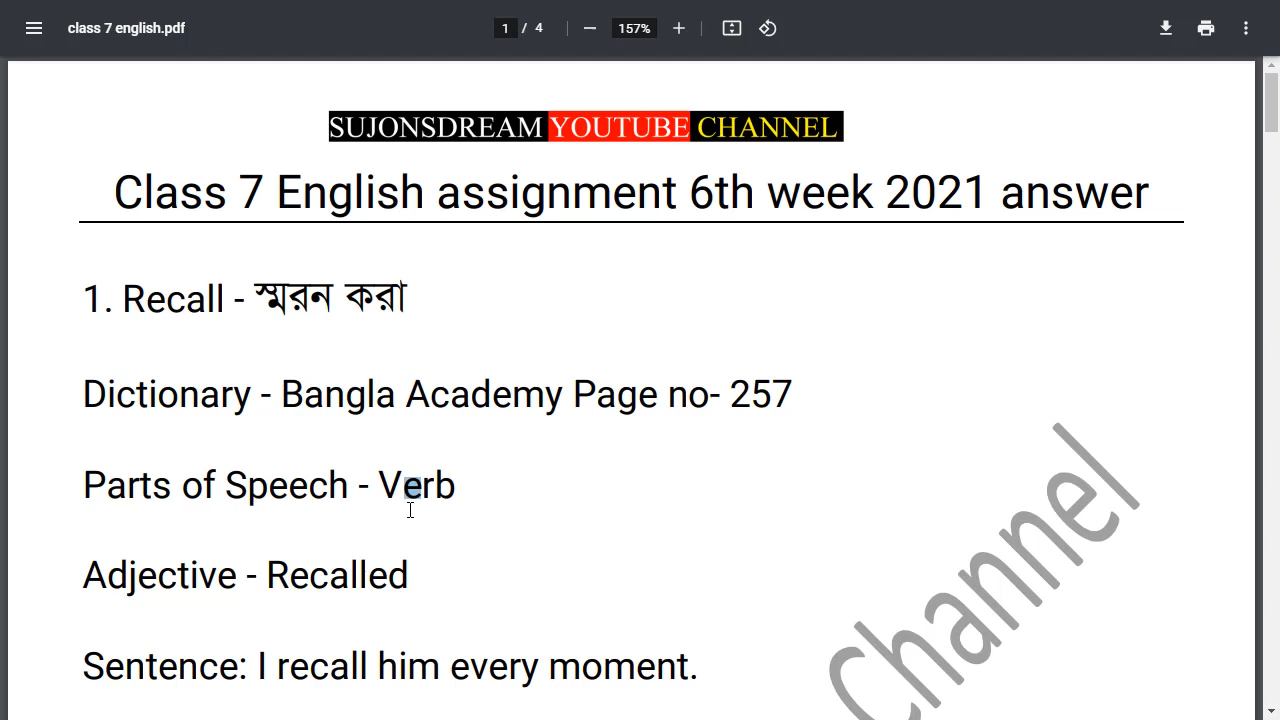 class 7 english.pdf
1 / 4
157%
SUJONSDREAM YOUTUBE CHANNEL
Class 7 English assignment 6th week 2021 answer
1. Recall - স্মরন করা
Dictionary - Bangla Academy Page no- 257
Parts of Speech - Verb
Adjective - Recalled
Sentence: I recall him every moment.
Channel